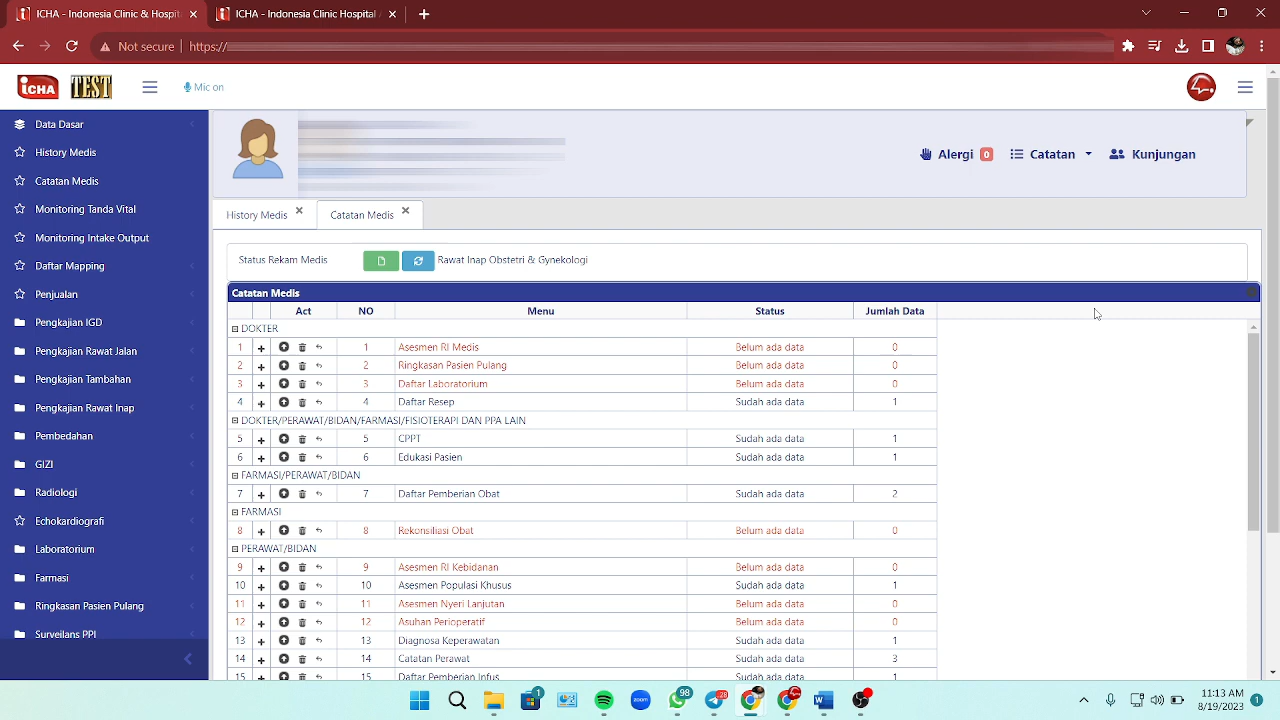 ICHA - Indonesia Clinic & Hospit
ICHA - Indonesia Clinic Hospital
Not secure
https://
iCHA TEST
Mic on
Data Dasar
History Medis
Catatan Medis
Monitoring Tanda Vital
Monitoring Intake Output
Daftar Mapping
Penjualan
Pengkajian IGD
Pengkajian Rawat Jalan
Pengkajian Tambahan
Pengkajian Rawat Inap
Pembedahan
GIZI
Radiologi
Echokardiografi
Laboratorium
Farmasi
Ringkasan Pasien Pulang
Surveilans PPI
Alergi 0 Catatan Kunjungan
History Medis Catatan Medis
Status Rekam Medis Rawat Inap Obstetri & Gynekologi
Catatan Medis
Act NO Menu Status Jumlah Data
DOKTER
1 1 Asesmen RI Medis Belum ada data 0
2 2 Ringkasan Pasien Pulang Belum ada data 0
3 3 Daftar Laboratorium Belum ada data 0
4 4 Daftar Resep Sudah ada data 1
DOKTER/PERAWAT/BIDAN/FARMASI/FISIOTERAPI DAN PPA LAIN
5 5 CPPT Sudah ada data 1
6 6 Edukasi Pasien Sudah ada data 1
FARMASI/PERAWAT/BIDAN
7 7 Daftar Pemberian Obat Sudah ada data 2
FARMASI
8 8 Rekonsiliasi Obat Belum ada data 0
PERAWAT/BIDAN
9 9 Asesmen RI Kebidanan Belum ada data 0
10 10 Asesmen Populasi Khusus Sudah ada data 1
11 11 Asesmen Nyeri Lanjutan Belum ada data 0
12 12 Asuhan Perioperatif Belum ada data 0
13 13 Diagnosa Keperawatan Sudah ada data 1
14 14 Catatan Perawat Sudah ada data 3
15 15 Daftar Pemberian Infus Sudah ada data 1
1 zoom 98 28
11:13 AM
8/19/2023 1